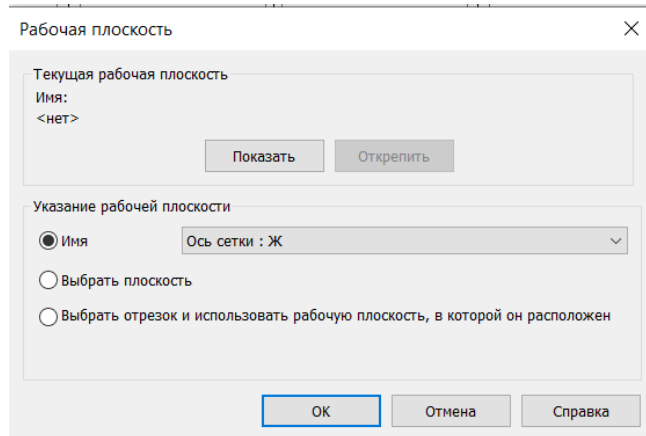 Рабочая плоскость
Текущая рабочая плоскость
Имя:
<нет>
Показать Открепить
Указание рабочей плоскости
Имя Ось сетки : Ж
Выбрать плоскость
Выбрать отрезок и использовать рабочую плоскость, в которой он расположен
ОК Отмена Справка